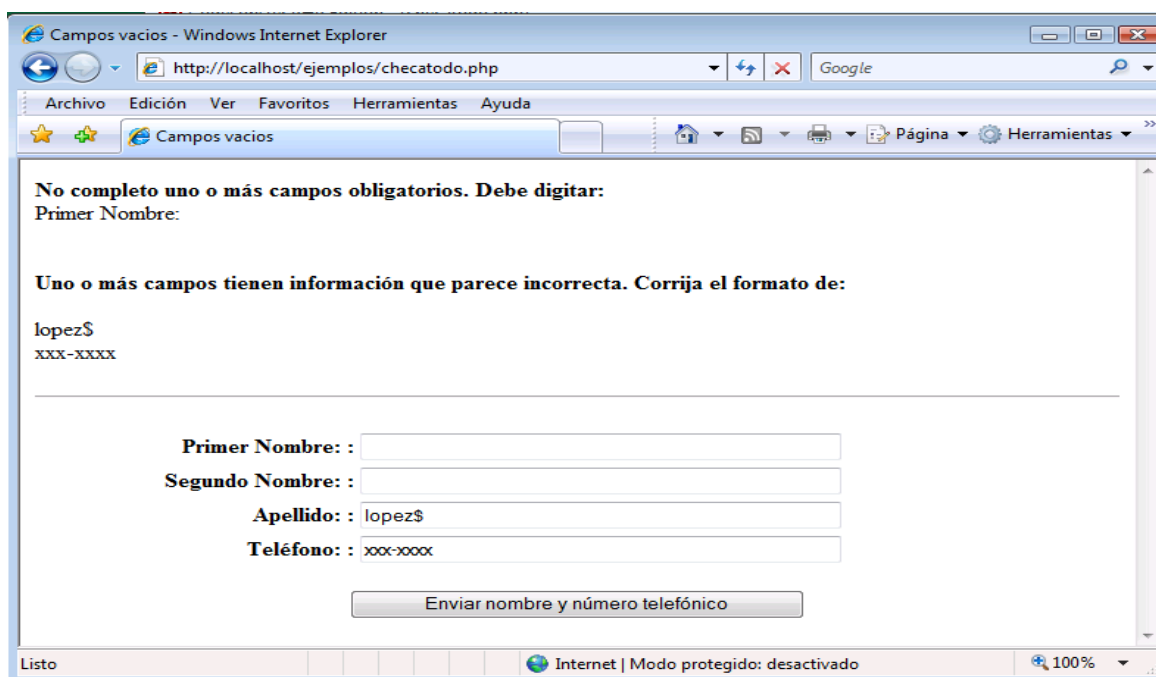 Campos vacios - Windows Internet Explorer
http://localhost/ejemplos/checatodo.php
Google
Archivo Edición Ver Favoritos Herramientas Ayuda
Campos vacios
Página
Herramientas
No completo uno o más campos obligatorios. Debe digitar:
Primer Nombre:
Uno o más campos tienen información que parece incorrecta. Corrija el formato de:
lopez$
xxx-xxxx
Primer Nombre: :
Segundo Nombre: :
Apellido: : lopez$
Teléfono: : xxx-xxxx
Enviar nombre y número telefónico
Listo
Internet | Modo protegido: desactivado
100%